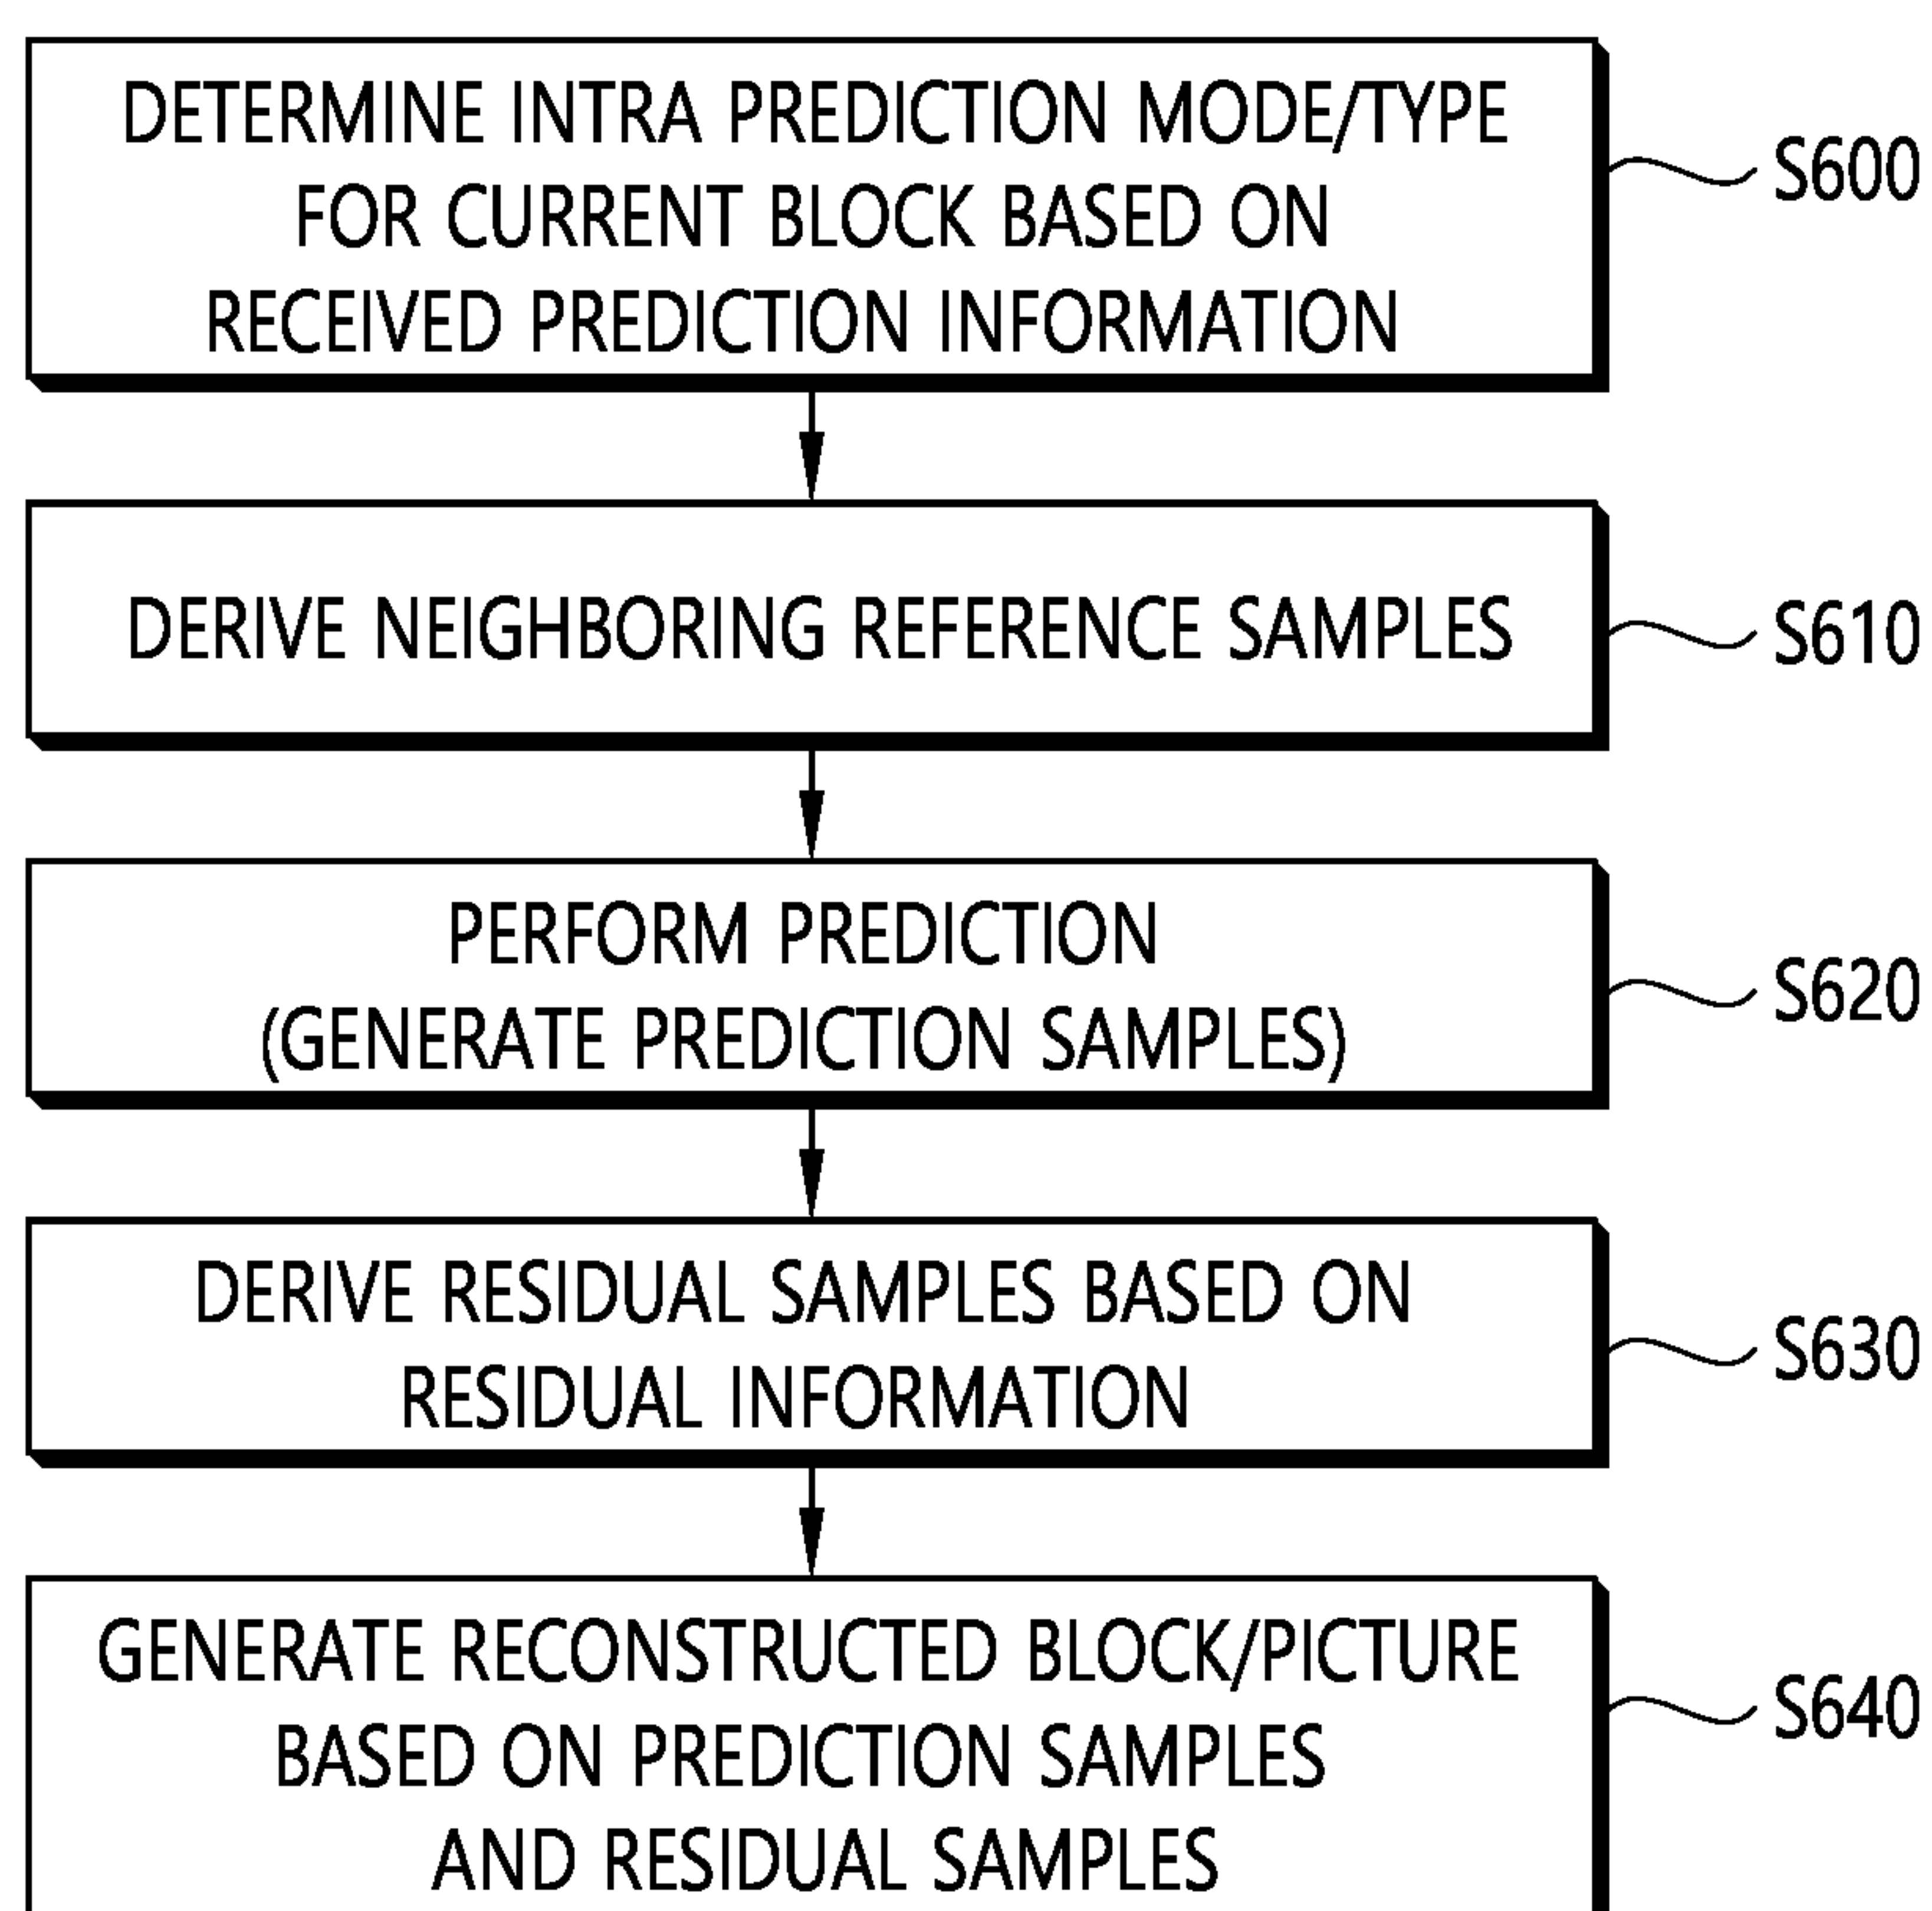 DETERMINE INTRA PREDICTION MODE/TYPE
FOR CURRENT BLOCK BASED ON
RECEIVED PREDICTION INFORMATION
S600
DERIVE NEIGHBORING REFERENCE SAMPLES
S610
PERFORM PREDICTION
(GENERATE PREDICTION SAMPLES)
S620
DERIVE RESIDUAL SAMPLES BASED ON
RESIDUAL INFORMATION
S630
GENERATE RECONSTRUCTED BLOCK/PICTURE
BASED ON PREDICTION SAMPLES
AND RESIDUAL SAMPLES
S640